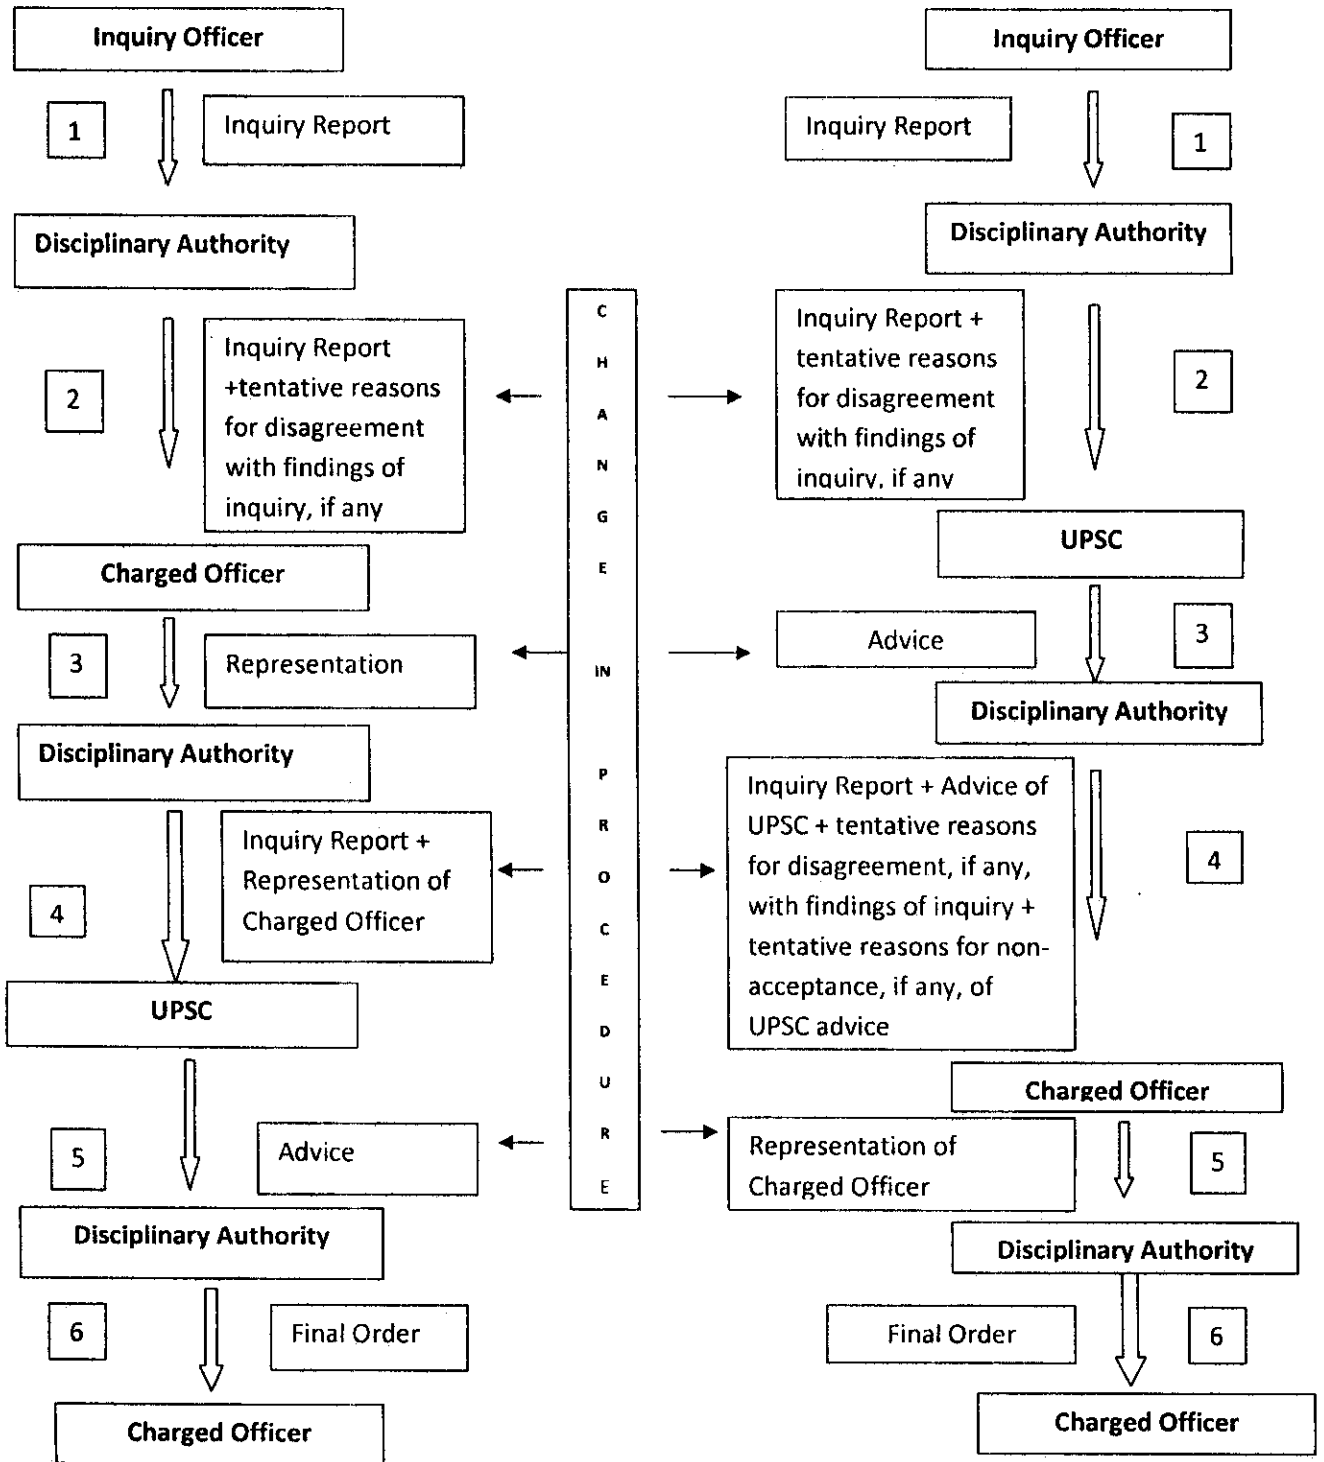 Inquiry Officer
1
Inquiry Report
Disciplinary Authority
2
Inquiry Report
+tentative reasons
for disagreement
with findings of
inquiry, if any
Charged Officer
3
Representation
Disciplinary Authority
4
Inquiry Report +
Representation of
Charged Officer
UPSC
5
Advice
Disciplinary Authority
6
Final Order
Charged Officer
C
H
A
N
G
E
IN
P
R
O
C
E
D
U
R
E
Inquiry Officer
Inquiry Report
1
Disciplinary Authority
Inquiry Report +
tentative reasons
for disagreement
with findings of
inquiry, if any
2
UPSC
Advice
3
Disciplinary Authority
Inquiry Report + Advice of
UPSC + tentative reasons
for disagreement, if any,
with findings of inquiry +
tentative reasons for non-
acceptance, if any, of
UPSC advice
4
Charged Officer
Representation of
Charged Officer
5
Disciplinary Authority
Final Order
6
Charged Officer